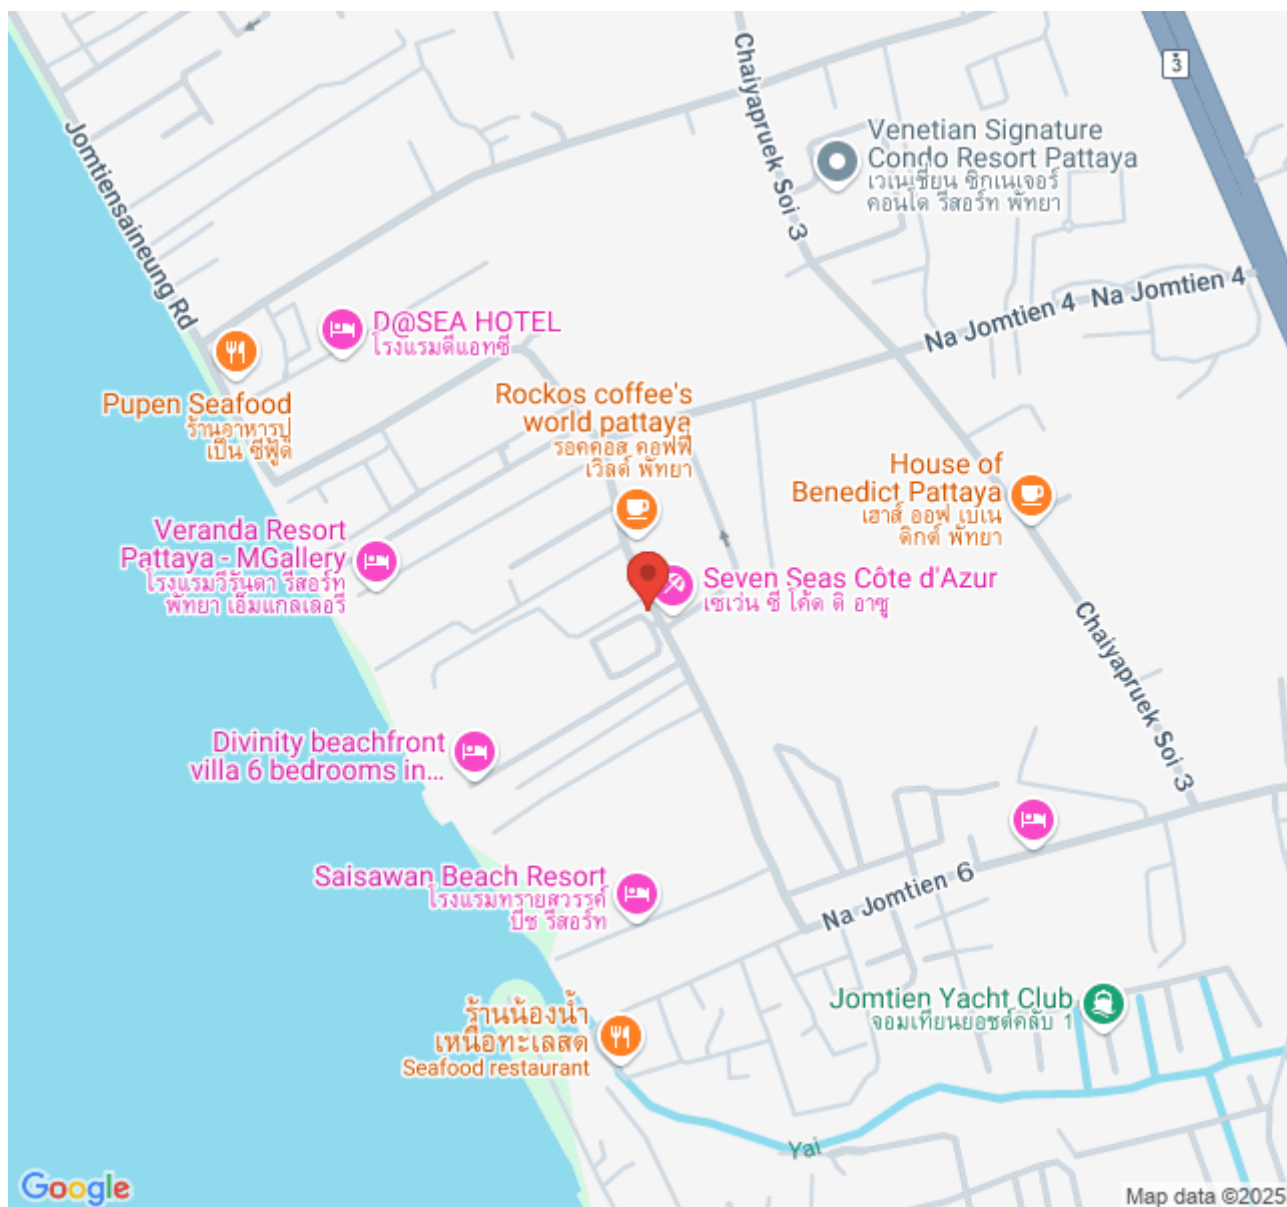 Chaiyapruek Soi 3
3
Jomtiensaineung Rd
Venetian Signature
Condo Resort Pattaya
เวเนเชี่ยน ซิกเนเจอร์
คอนโด รีสอร์ท พัทยา
Na Jomtien 4
Na Jomtien 4
D@SEA HOTEL
โรงแรมดีแอทซี
Pupen Seafood
ร้านอาหารปู
เป็น ซีฟู้ด
Rockos coffee's
world pattaya
รอคคอส คอฟฟี่
เวิลด์ พัทยา
House of
Benedict Pattaya
เฮาส์ ออฟ เบเน
ดิกต์ พัทยา
Veranda Resort
Pattaya - MGallery
โรงแรมวีรันดา รีสอร์ท
พัทยา เอ็มแกลเลอรี
Seven Seas Côte d'Azur
เซเว่น ซี โค้ด ดิ อาซู
Chaiyapruek Soi 3
Divinity beachfront
villa 6 bedrooms in...
Saisawan Beach Resort
โรงแรมทรายสวรรค์
บีช รีสอร์ท
Na Jomtien 6
Jomtien Yacht Club
จอมเทียนยอชต์คลับ 1
ร้านน้องน้ำ
เหนือทะเลสด
Seafood restaurant
Yai
Google
Map data ©2025